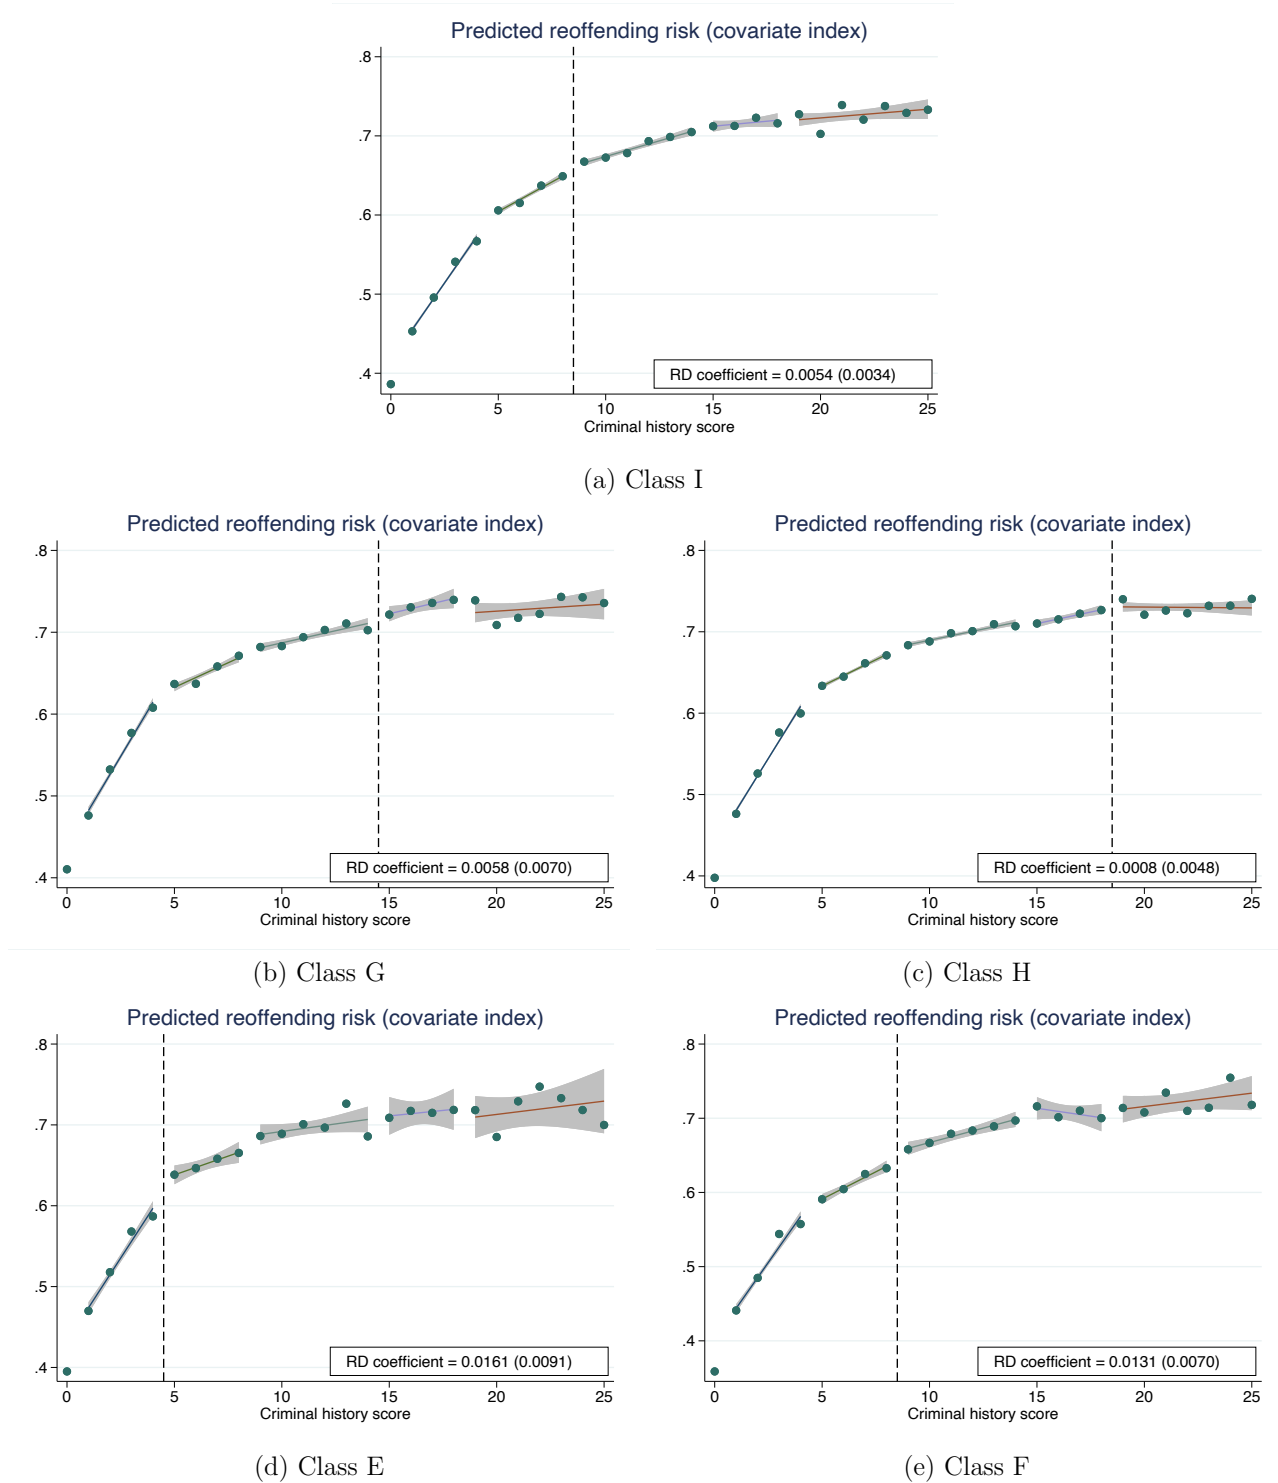 Predicted reoffending risk (covariate index)
.8
.7
.6
.5
.4
RD coefficient = 0.0054 (0.0034)
0 5 10 15 20 25
Criminal history score
(a) Class I
Predicted reoffending risk (covariate index)
.8
.7
.6
.5
.4
RD coefficient = 0.0058 (0.0070)
0 5 10 15 20 25
Criminal history score
(b) Class G
Predicted reoffending risk (covariate index)
.8
.7
.6
.5
.4
RD coefficient = 0.0008 (0.0048)
0 5 10 15 20 25
Criminal history score
(c) Class H
Predicted reoffending risk (covariate index)
.8
.7
.6
.5
.4
RD coefficient = 0.0161 (0.0091)
0 5 10 15 20 25
Criminal history score
(d) Class E
Predicted reoffending risk (covariate index)
.8
.7
.6
.5
.4
RD coefficient = 0.0131 (0.0070)
0 5 10 15 20 25
Criminal history score
(e) Class F